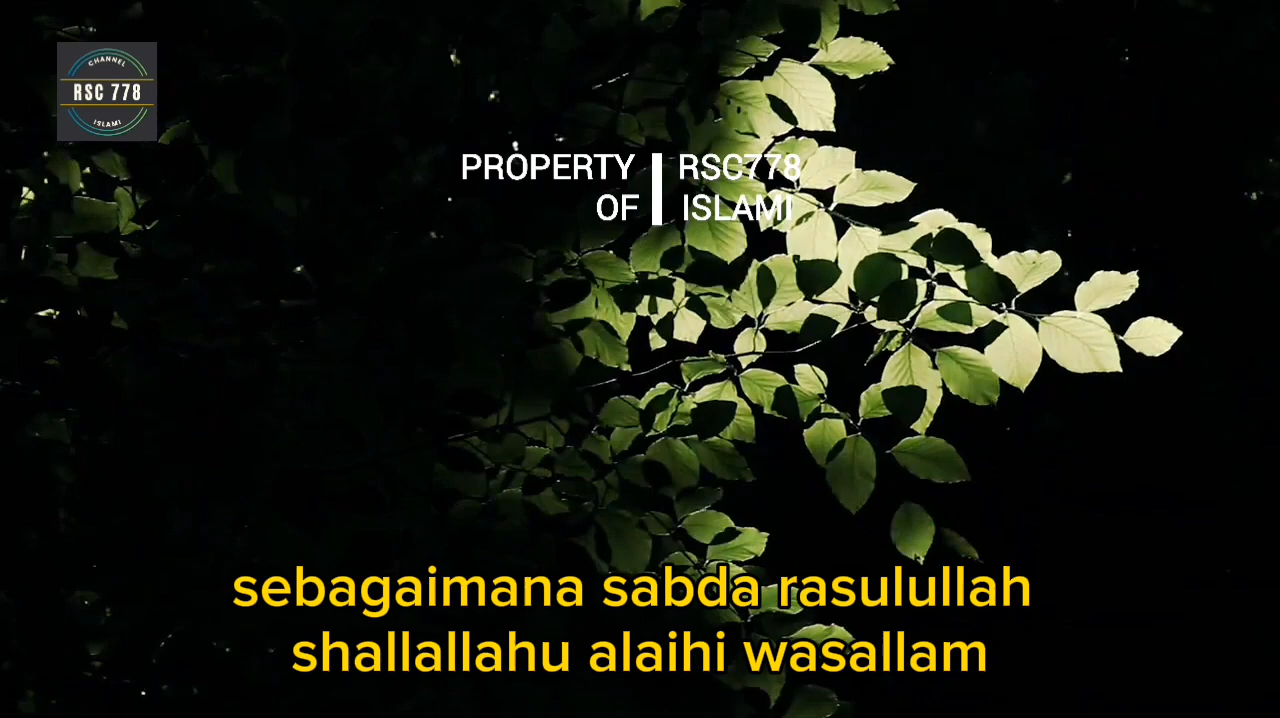 CHANNEL
RSC 778
ISLAMI
PROPERTY OF
RSC778 ISLAMI
sebagaimana sabda rasulullah
shallallahu alaihi wasallam